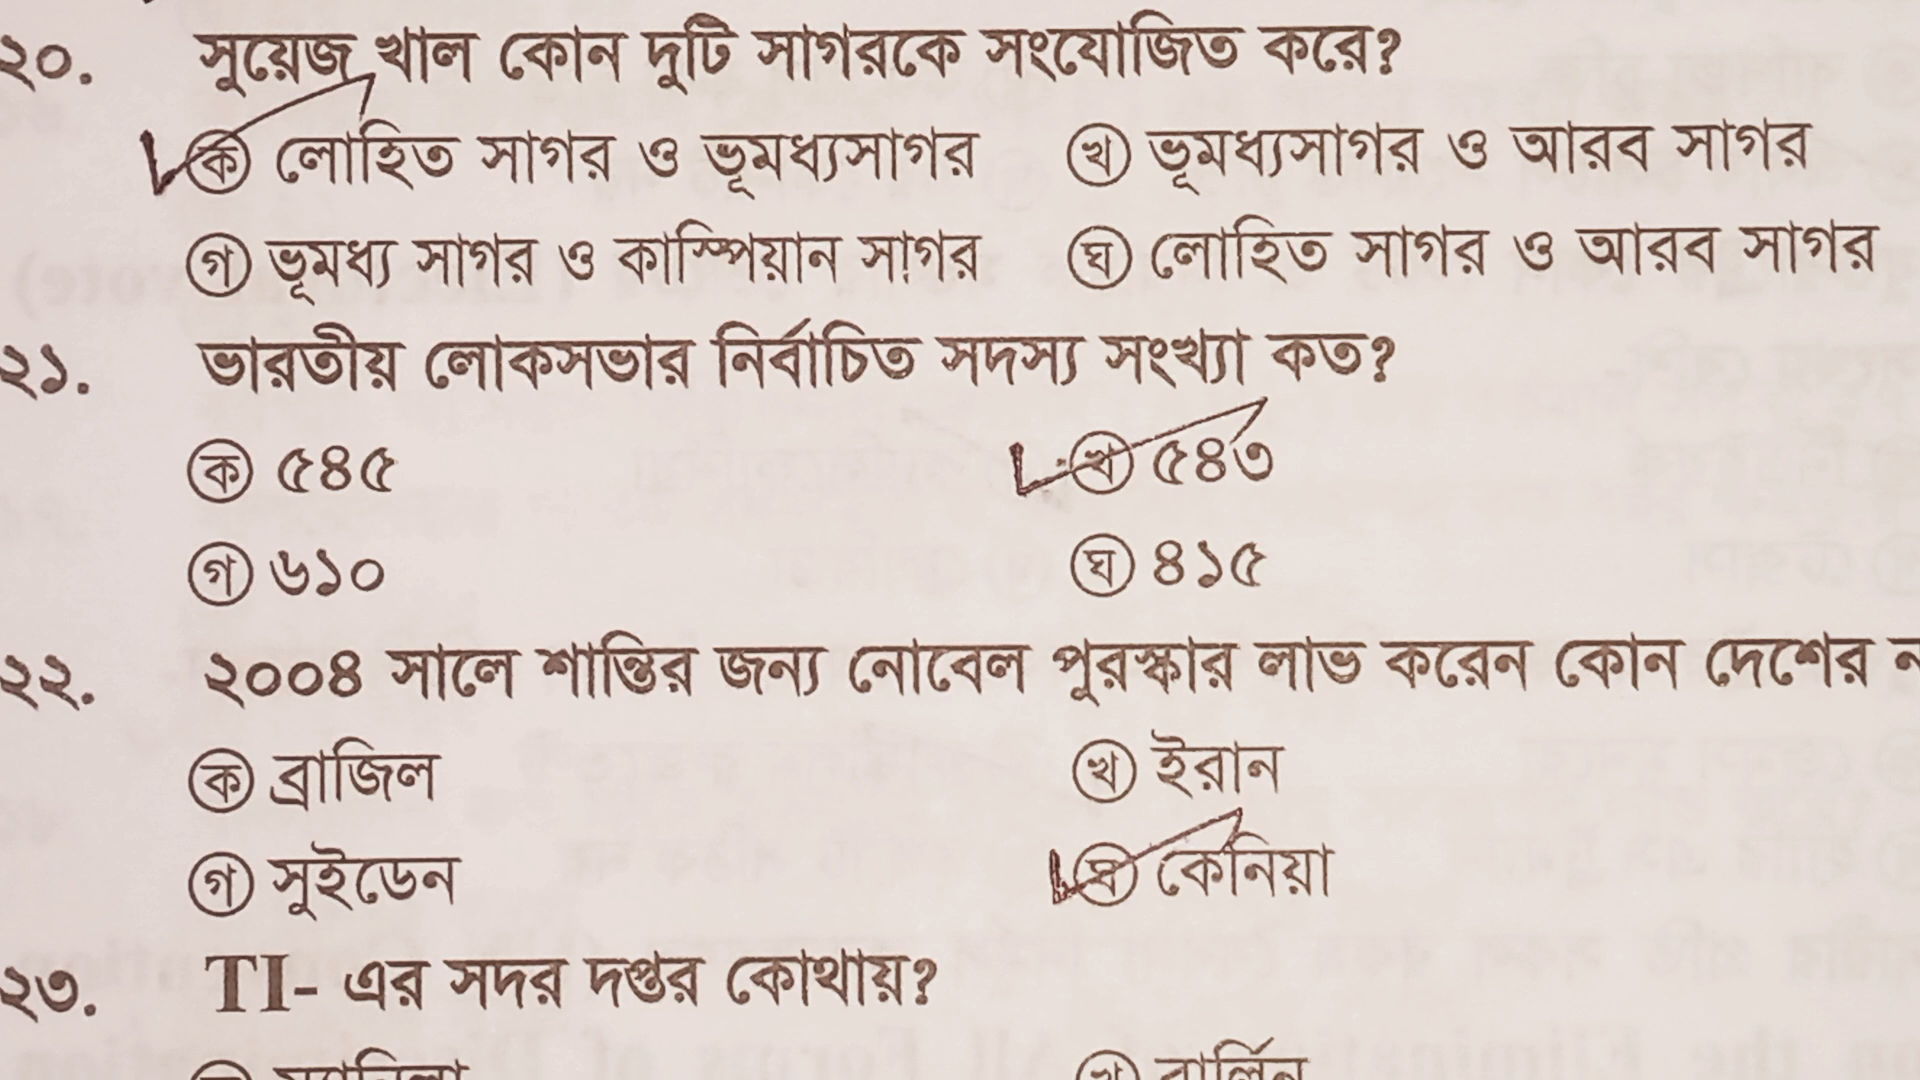 ২০. সুয়েজ খাল কোন দুটি সাগরকে সংযোজিত করে?
ক লোহিত সাগর ও ভূমধ্যসাগর খ ভূমধ্যসাগর ও আরব সাগর
গ ভূমধ্য সাগর ও কাস্পিয়ান সাগর ঘ লোহিত সাগর ও আরব সাগর
২১. ভারতীয় লোকসভার নির্বাচিত সদস্য সংখ্যা কত?
ক ৫৪৫ খ ৫৪৩
গ ৬১০ ঘ ৪১৫
২২. ২০০৪ সালে শান্তির জন্য নোবেল পুরস্কার লাভ করেন কোন দেশের
ক ব্রাজিল খ ইরান
গ সুইডেন ঘ কেনিয়া
২৩. TI- এর সদর দপ্তর কোথায়?
খ বার্লিন